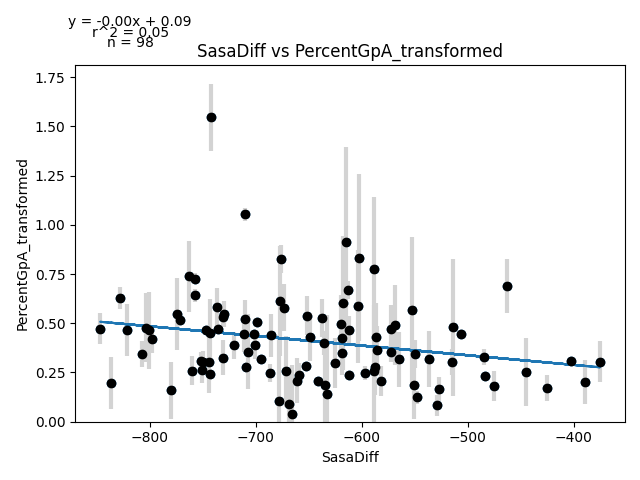 y = -0.00x + 0.09
r^2 = 0.05
n = 98
SasaDiff vs PercentGpA_transformed
1.75
1.50
1.25
1.00
0.75
0.50
0.25
0.00
PercentGpA_transformed
−800 −700 −600 −500 −400
SasaDiff